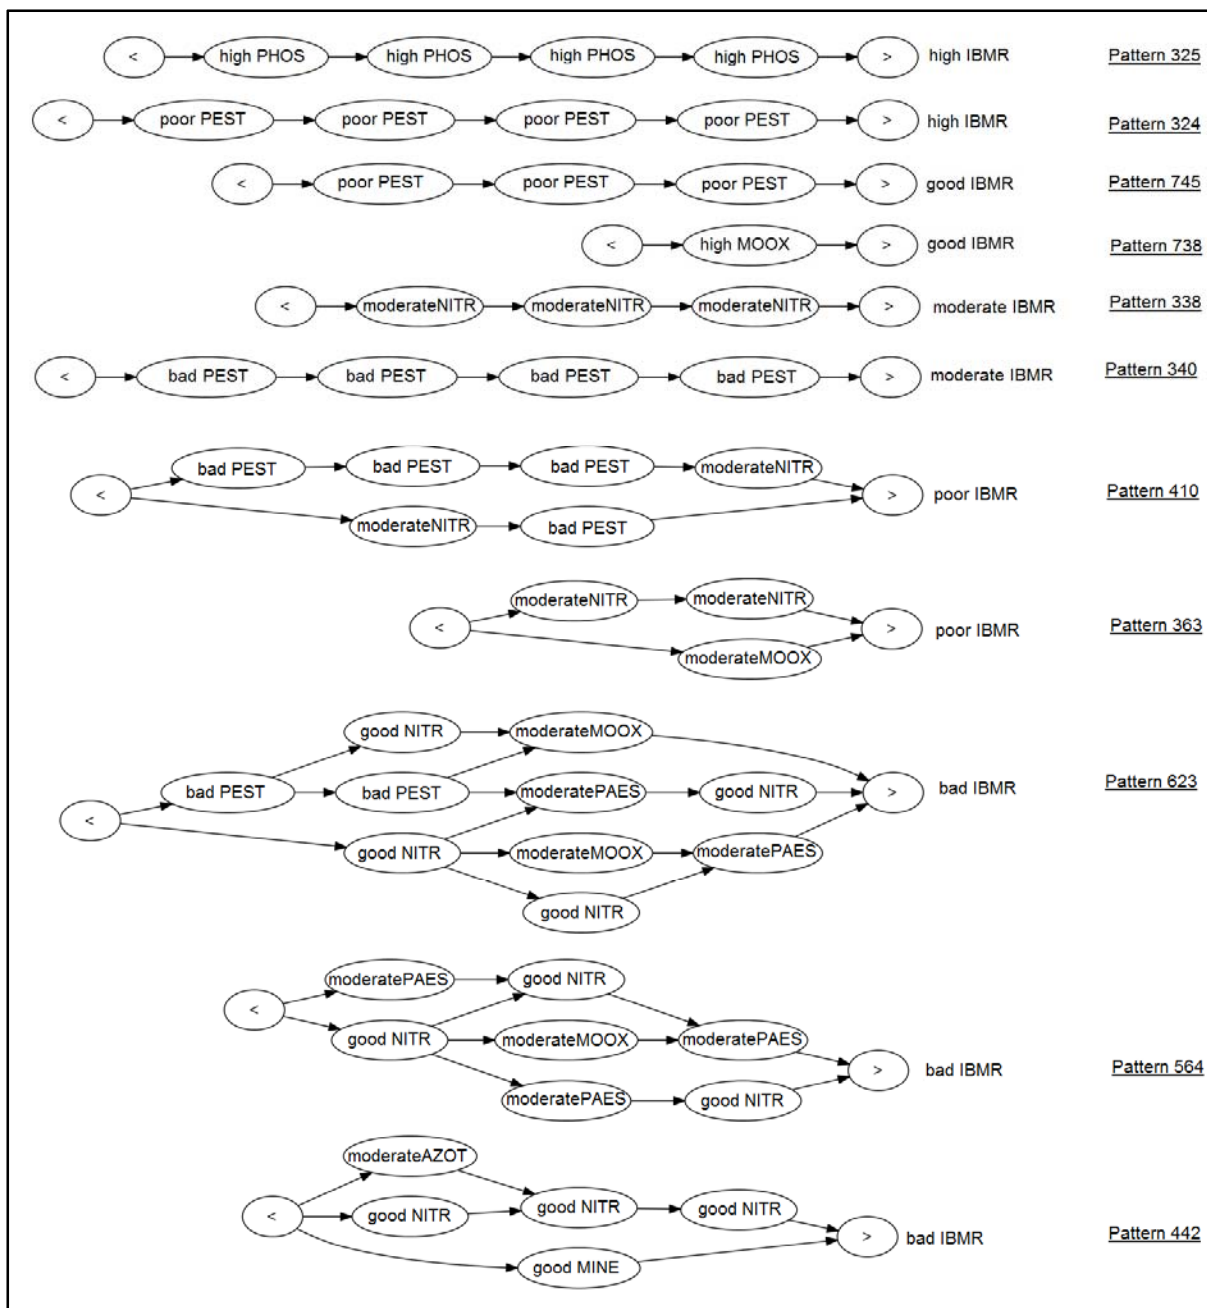 < high PHOS high PHOS high PHOS high PHOS > high IBMR Pattern 325
< poor PEST poor PEST poor PEST poor PEST > high IBMR Pattern 324
< poor PEST poor PEST poor PEST > good IBMR Pattern 745
< high MOOX > good IBMR Pattern 738
< moderateNITR moderateNITR moderateNITR > moderate IBMR Pattern 338
< bad PEST bad PEST bad PEST bad PEST > moderate IBMR Pattern 340
bad PEST bad PEST bad PEST moderateNITR
< > poor IBMR Pattern 410
moderateNITR bad PEST
moderateNITR moderateNITR
< > poor IBMR Pattern 363
moderateMOOX
good NITR moderateMOOX
bad PEST bad PEST moderatePAES good NITR > bad IBMR Pattern 623
<
good NITR moderateMOOX moderatePAES
good NITR
moderatePAES good NITR
<
good NITR moderateMOOX moderatePAES
> bad IBMR Pattern 564
moderatePAES good NITR
moderateAZOT
< good NITR good NITR good NITR
> bad IBMR Pattern 442
good MINE